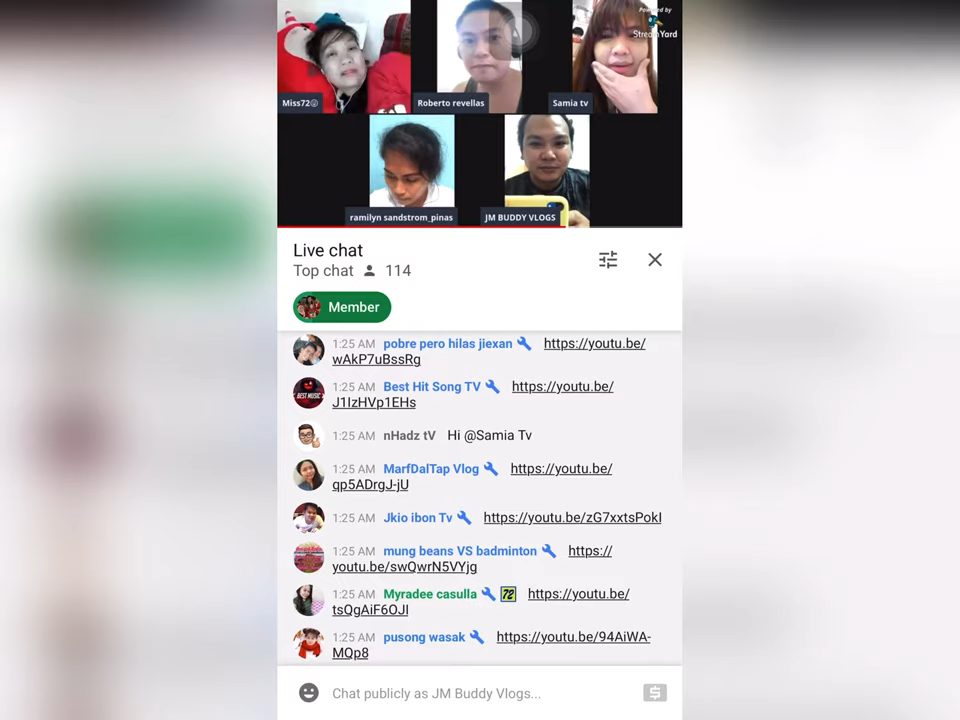 Powered by
StreamYard
Miss72
Roberto revellas
Samia tv
ramilyn sandstrom_pinas
JM BUDDY VLOGS
Live chat
Top chat 114
Member
1:25 AM pobre pero hilas jiexan https://youtu.be/
wAkP7uBssRg
1:25 AM Best Hit Song TV https://youtu.be/
J1IzHVp1EHs
BEST MUSIC
1:25 AM nHadz tV Hi @Samia Tv
1:25 AM MarfDalTap Vlog https://youtu.be/
qp5ADrgJ-jU
1:25 AM Jkio ibon Tv https://youtu.be/zG7xxtsPokI
1:25 AM mung beans VS badminton https://
youtu.be/swQwrN5VYjg
1:25 AM Myradee casulla 72 https://youtu.be/
tsQgAiF6OJI
1:25 AM pusong wasak https://youtu.be/94AiWA-
MQp8
Chat publicly as JM Buddy Vlogs...